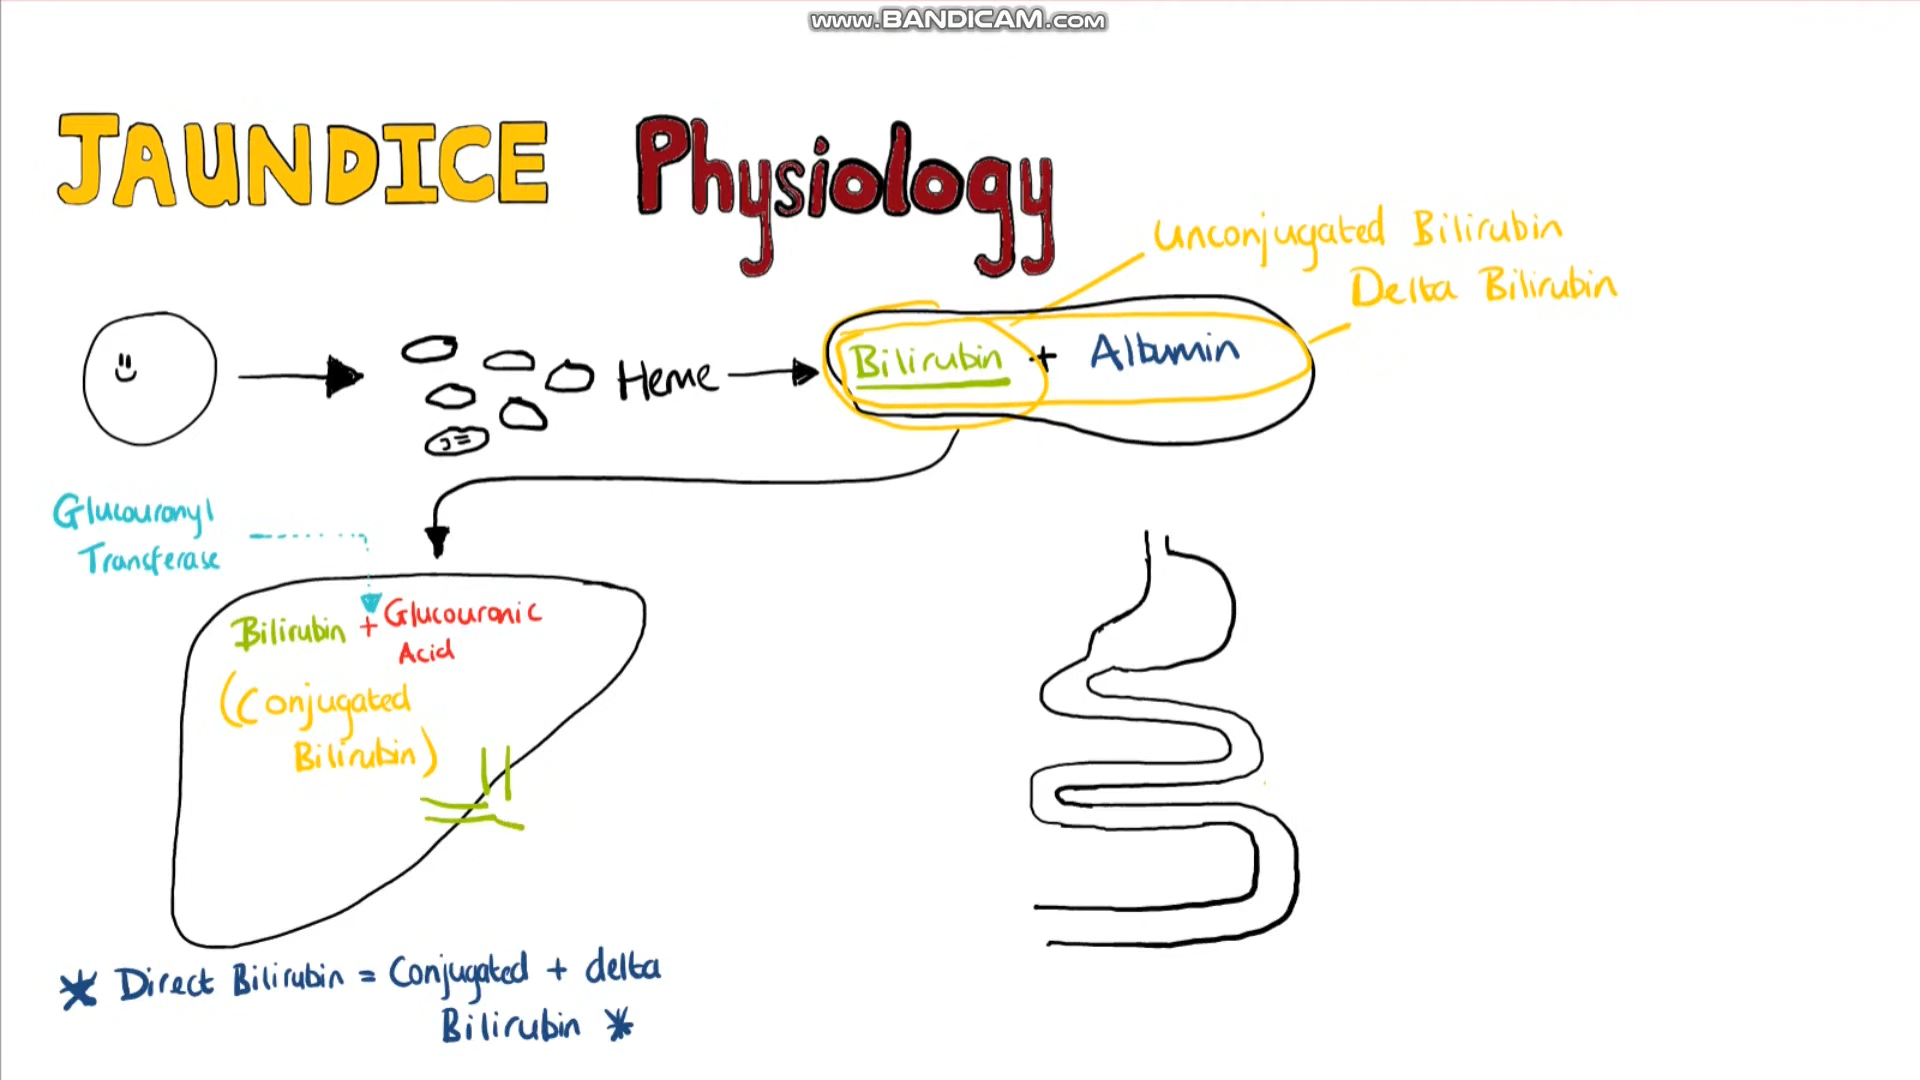 www.BANDICAM.com
JAUNDICE Physiology
Unconjugated Bilirubin
Delta Bilirubin
Heme
Bilirubin + Albumin
Glucouronyl
Transferase
Bilirubin + Glucouronic
Acid
(Conjugated
Bilirubin)
* Direct Bilirubin = Conjugated + delta
Bilirubin *